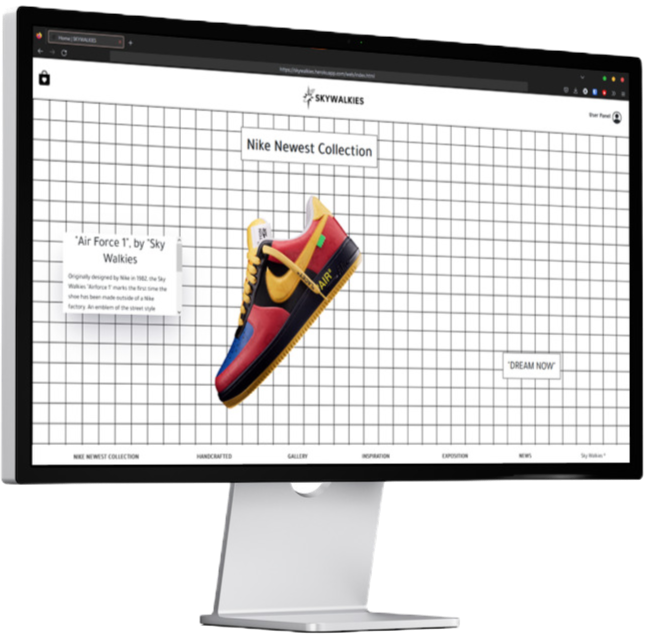 Home | SKYWALKIES
SKYWALKIES
User Panel
Nike Newest Collection
"Air Force 1", by "Sky
Walkies
Originally designed by Nike in 1982, the Sky
Walkies "Airforce 1" marks the first time the
shoe has been made outside of a Nike
factory. An emblem of the street style
AIR"
"DREAM NOW"
NIKE NEWEST COLLECTION
HANDCRAFTED
GALLERY
INSPIRATION
EXPOSITION
NEWS
Sky Walkies ®